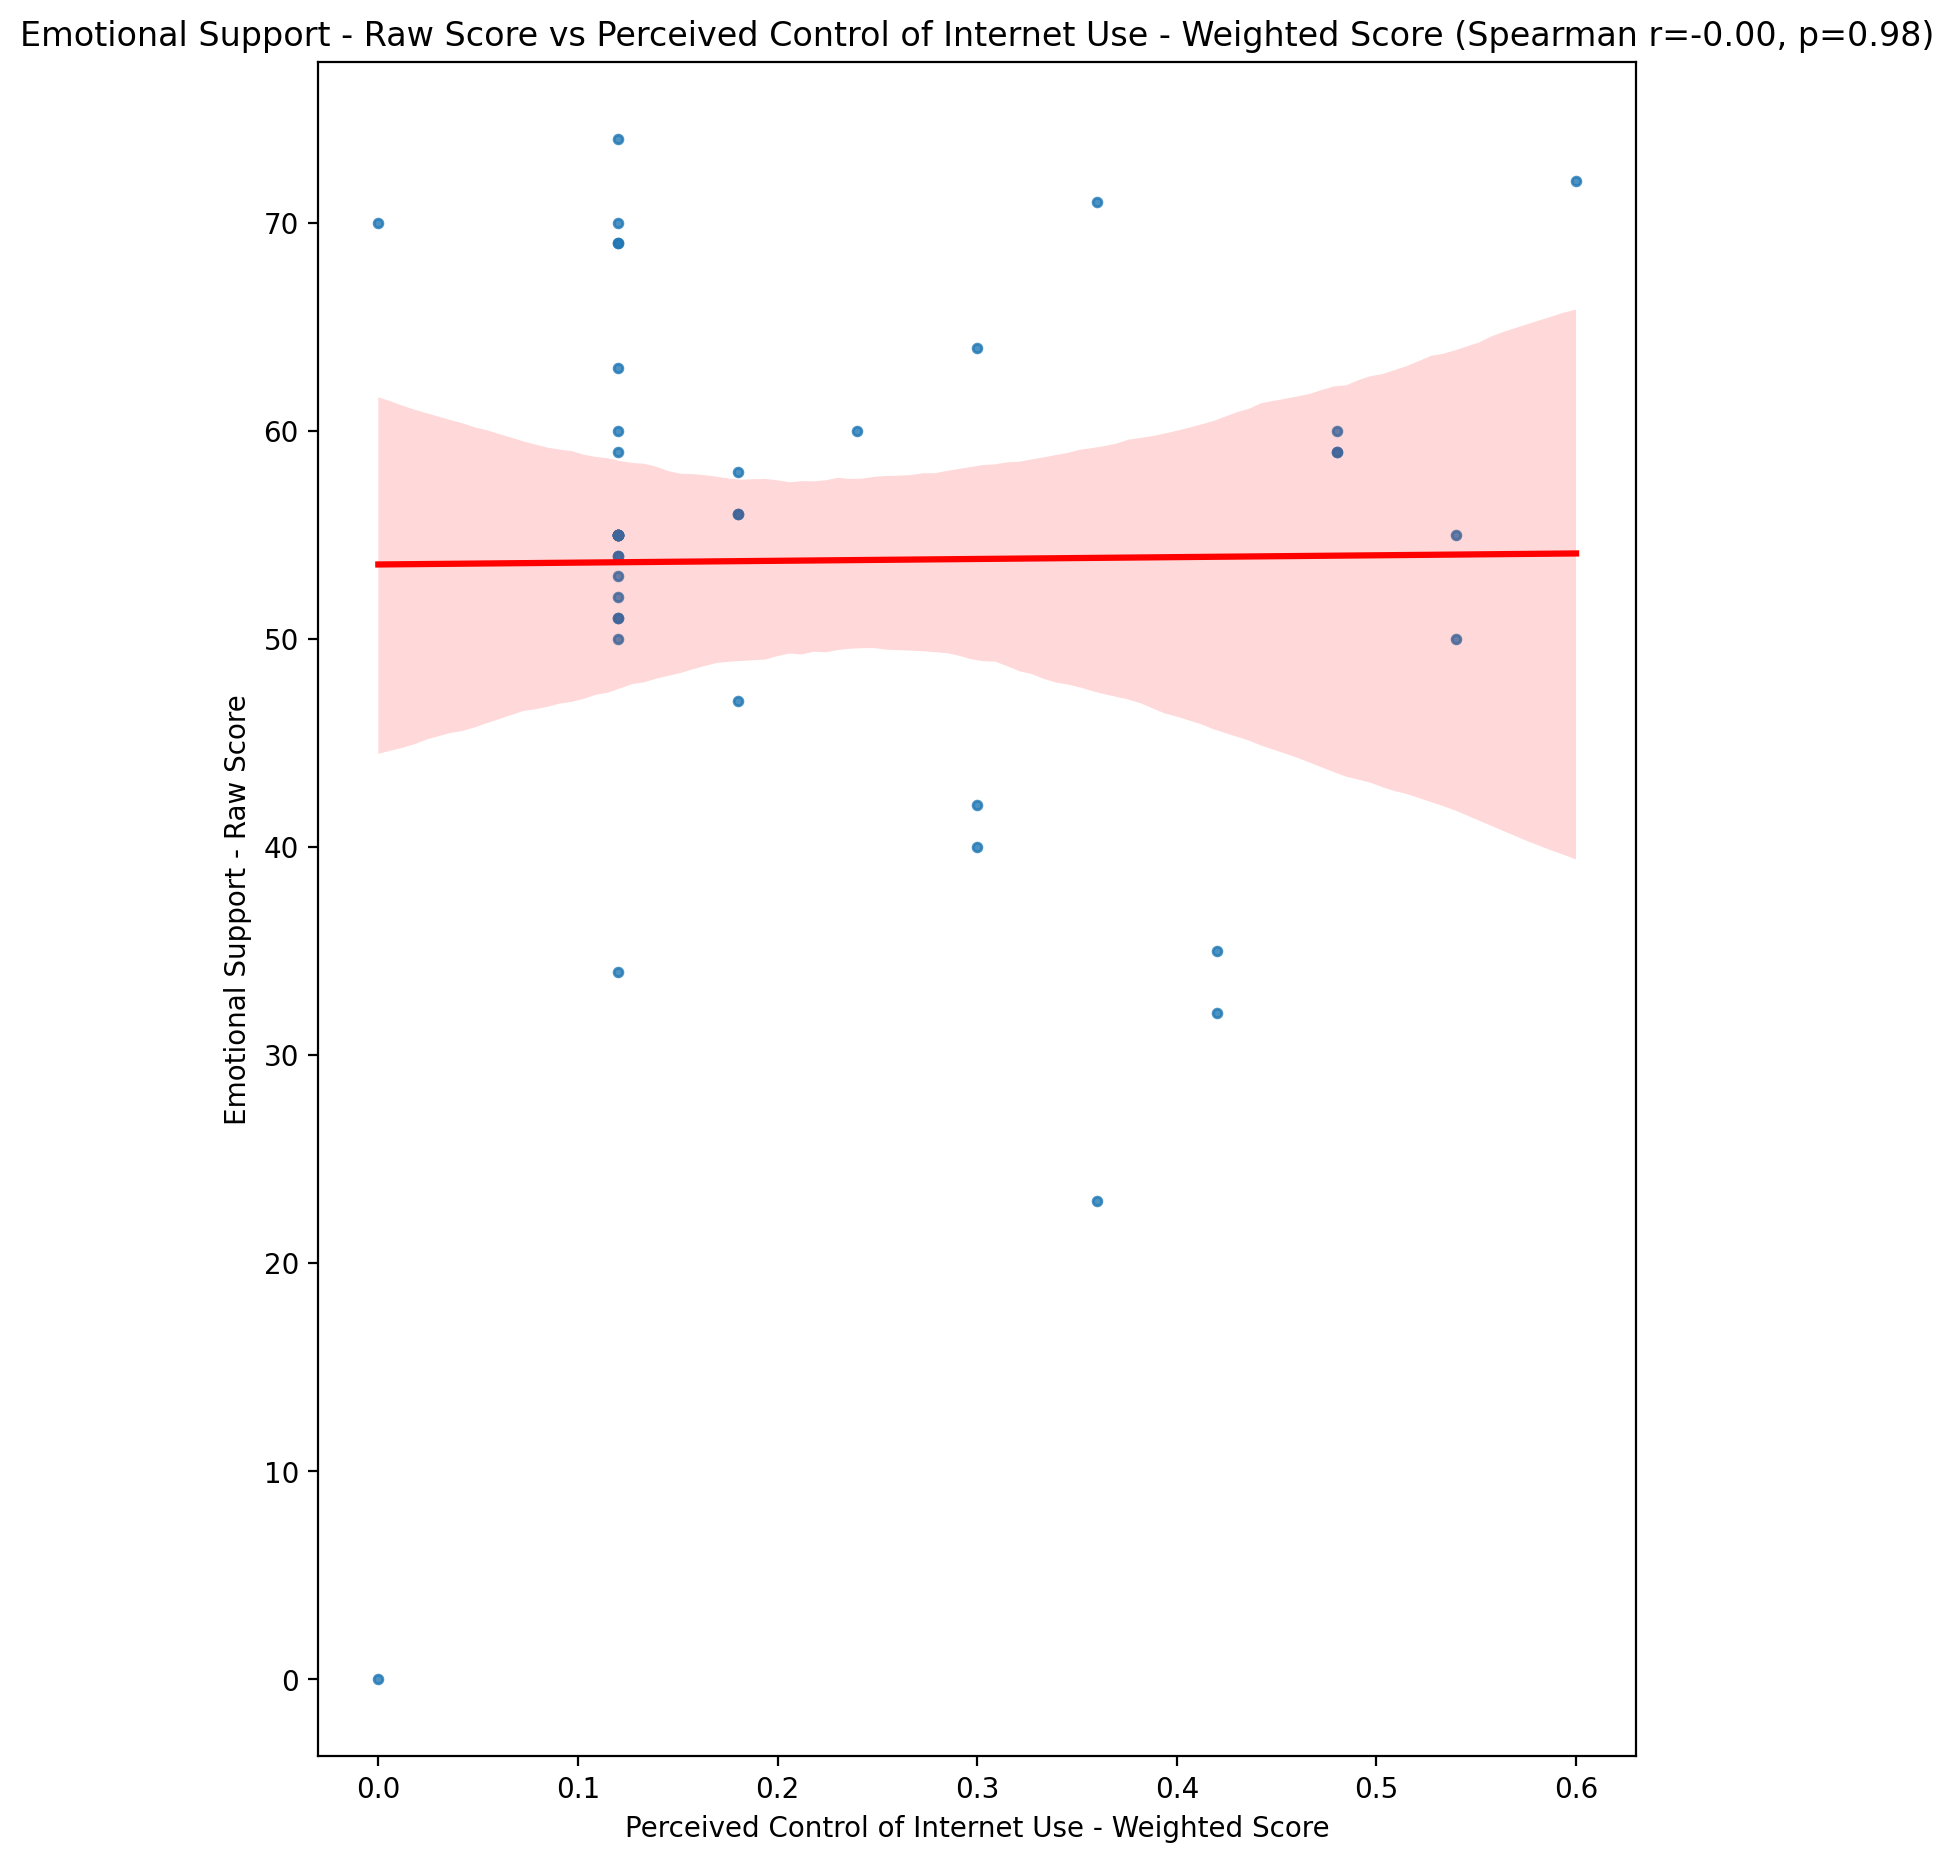 Emotional Support - Raw Score vs Perceived Control of Internet Use - Weighted Score (Spearman r=-0.00, p=0.98)
70
60
50
40
30
20
10
0
Emotional Support - Raw Score
0.0 0.1 0.2 0.3 0.4 0.5 0.6
Perceived Control of Internet Use - Weighted Score